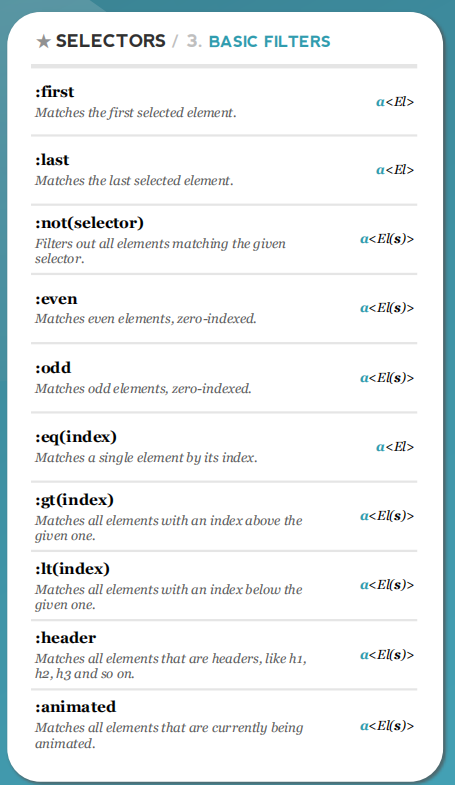 ★ SELECTORS / 3. BASIC FILTERS
:first
Matches the first selected element.
a<El>
:last
Matches the last selected element.
a<El>
:not(selector)
Filters out all elements matching the given
selector.
a<El(s)>
:even
Matches even elements, zero-indexed.
a<El(s)>
:odd
Matches odd elements, zero-indexed.
a<El(s)>
:eq(index)
Matches a single element by its index.
a<El>
:gt(index)
Matches all elements with an index above the
given one.
a<El(s)>
:lt(index)
Matches all elements with an index below the
given one.
a<El(s)>
:header
Matches all elements that are headers, like h1,
h2, h3 and so on.
a<El(s)>
:animated
Matches all elements that are currently being
animated.
a<El(s)>